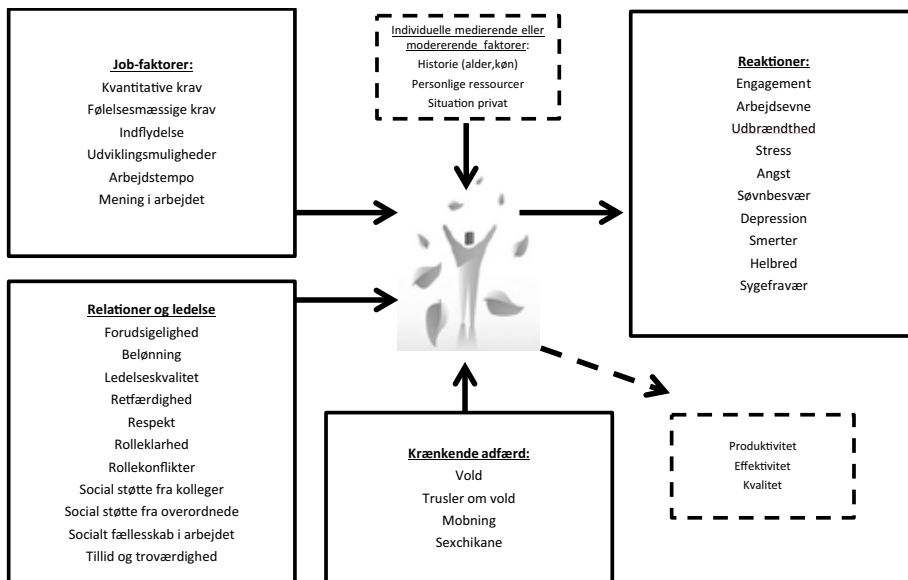 Job-faktorer:
Kvantitative krav
Følelsesmæssige krav
Indflydelse
Udviklingsmuligheder
Arbejdstempo
Mening i arbejdet
Individuelle medierende eller
modererende faktorer:
Historie (alder,køn)
Personlige ressourcer
Situation privat
Reaktioner:
Engagement
Arbejdsevne
Udbrændthed
Stress
Angst
Søvnbesvær
Depression
Smerter
Helbred
Sygefravær
Relationer og ledelse
Forudsigelighed
Belønning
Ledelseskvalitet
Retfærdighed
Respekt
Rolleklarhed
Rollekonflikter
Social støtte fra kolleger
Social støtte fra overordnede
Socialt fællesskab i arbejdet
Tillid og troværdighed
Krænkende adfærd:
Vold
Trusler om vold
Mobning
Sexchikane
Produktivitet
Effektivitet
Kvalitet